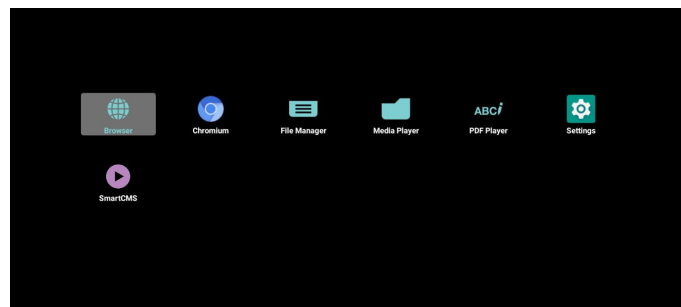 Browser
Chromium
File Manager
Media Player
ABCi
PDF Player
Settings
SmartCMS